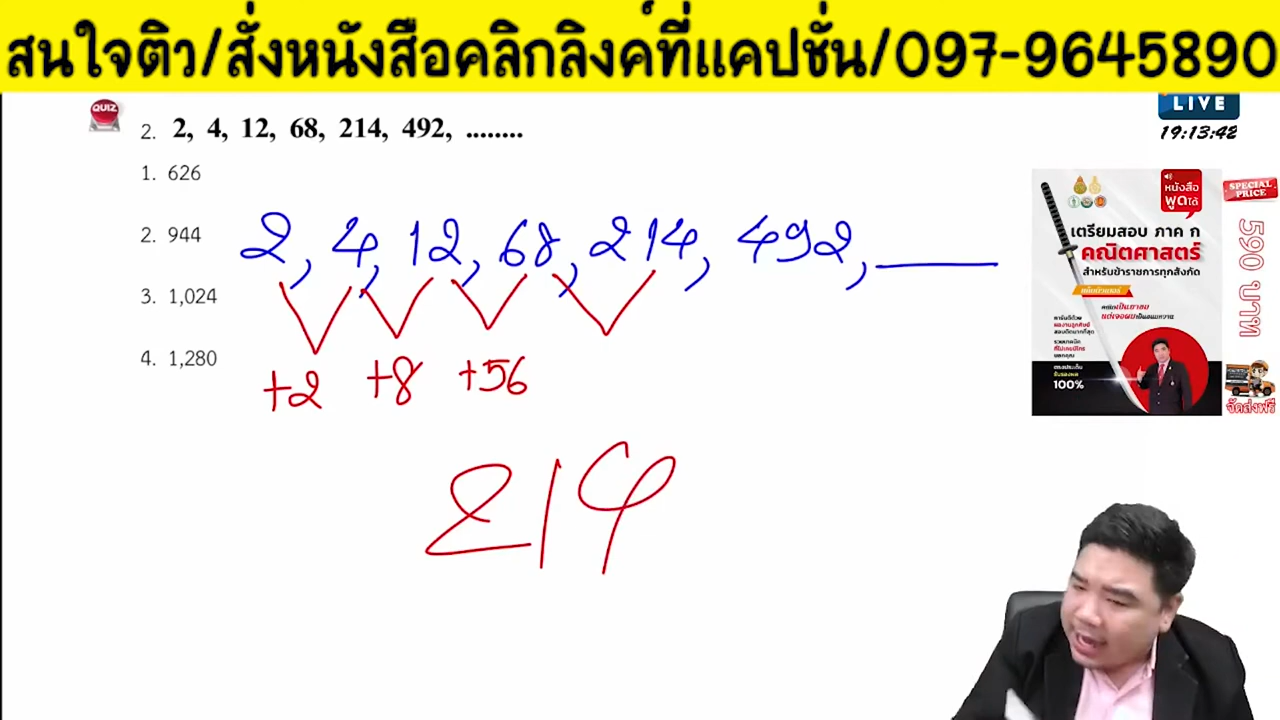 สนใจติว/สั่งหนังสือคลิกลิงค์ที่แคปชั่น/097-9645890
QUIZ
2. 2, 4, 12, 68, 214, 492, ........
LIVE
19:13:42
1. 626
2. 944
3. 1,024
4. 1,280
2, 4, 12, 68, 214, 492,
+2 +8 +56
214
หนังสือ
พูดได้
เตรียมสอบ ภาค ก
คณิตศาสตร์
สำหรับข้าราชการทุกสังกัด
100%
SPECIAL
PRICE
590 บาท
จัดส่งฟรี